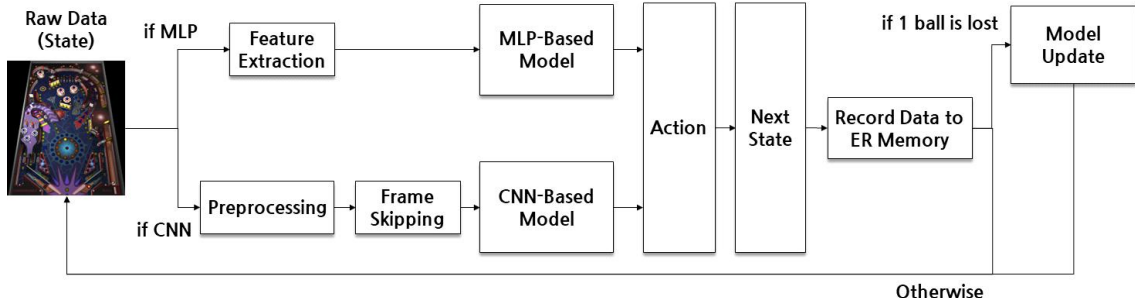 Raw Data
(State)
if MLP
Feature
Extraction
MLP-Based
Model
if CNN
Preprocessing
Frame
Skipping
CNN-Based
Model
Action
Next
State
Record Data to
ER Memory
if 1 ball is lost
Model
Update
Otherwise